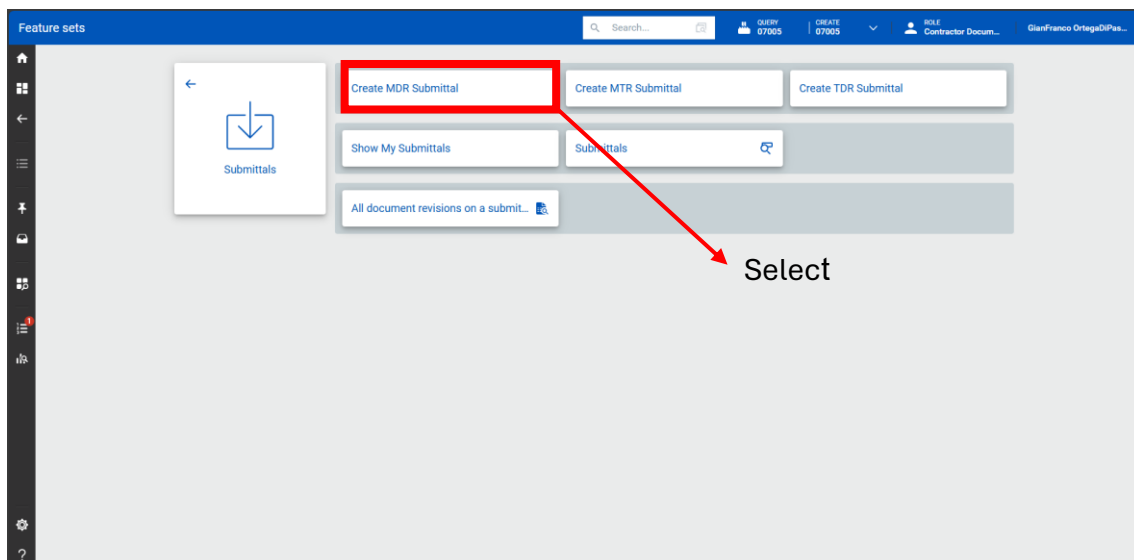 Feature sets
Search...
QUERY
07005
CREATE
07005
ROLE
Contractor Docum...
GianFranco OrtegaDiPas...
Submittals
Create MDR Submittal
Create MTR Submittal
Create TDR Submittal
Show My Submittals
Submittals
All document revisions on a submit...
Select
1
?